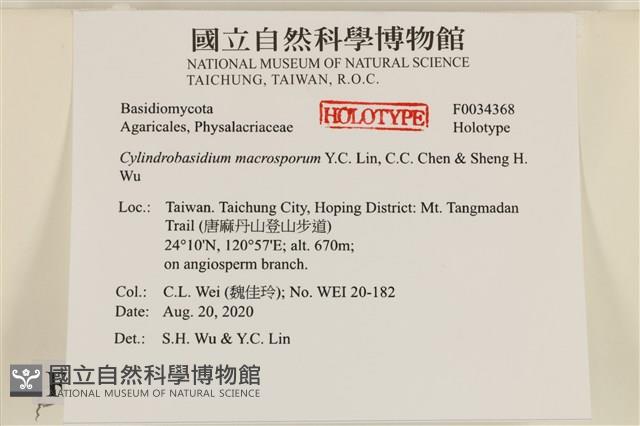 國立自然科學博物館
NATIONAL MUSEUM OF NATURAL SCIENCE
TAICHUNG, TAIWAN, R.O.C.
Basidiomycota HOLOTYPE F0034368
Agaricales, Physalacriaceae Holotype
Cylindrobasidium macrosporum Y.C. Lin, C.C. Chen & Sheng H.
Wu
Loc.: Taiwan. Taichung City, Hoping District: Mt. Tangmadan
Trail (唐麻丹山登山步道)
24°10'N, 120°57'E; alt. 670m;
on angiosperm branch.
Col.: C.L. Wei (魏佳玲); No. WEI 20-182
Date: Aug. 20, 2020
Det.: S.H. Wu & Y.C. Lin
F
國立自然科學博物館
NATIONAL MUSEUM OF NATURAL SCIENCE